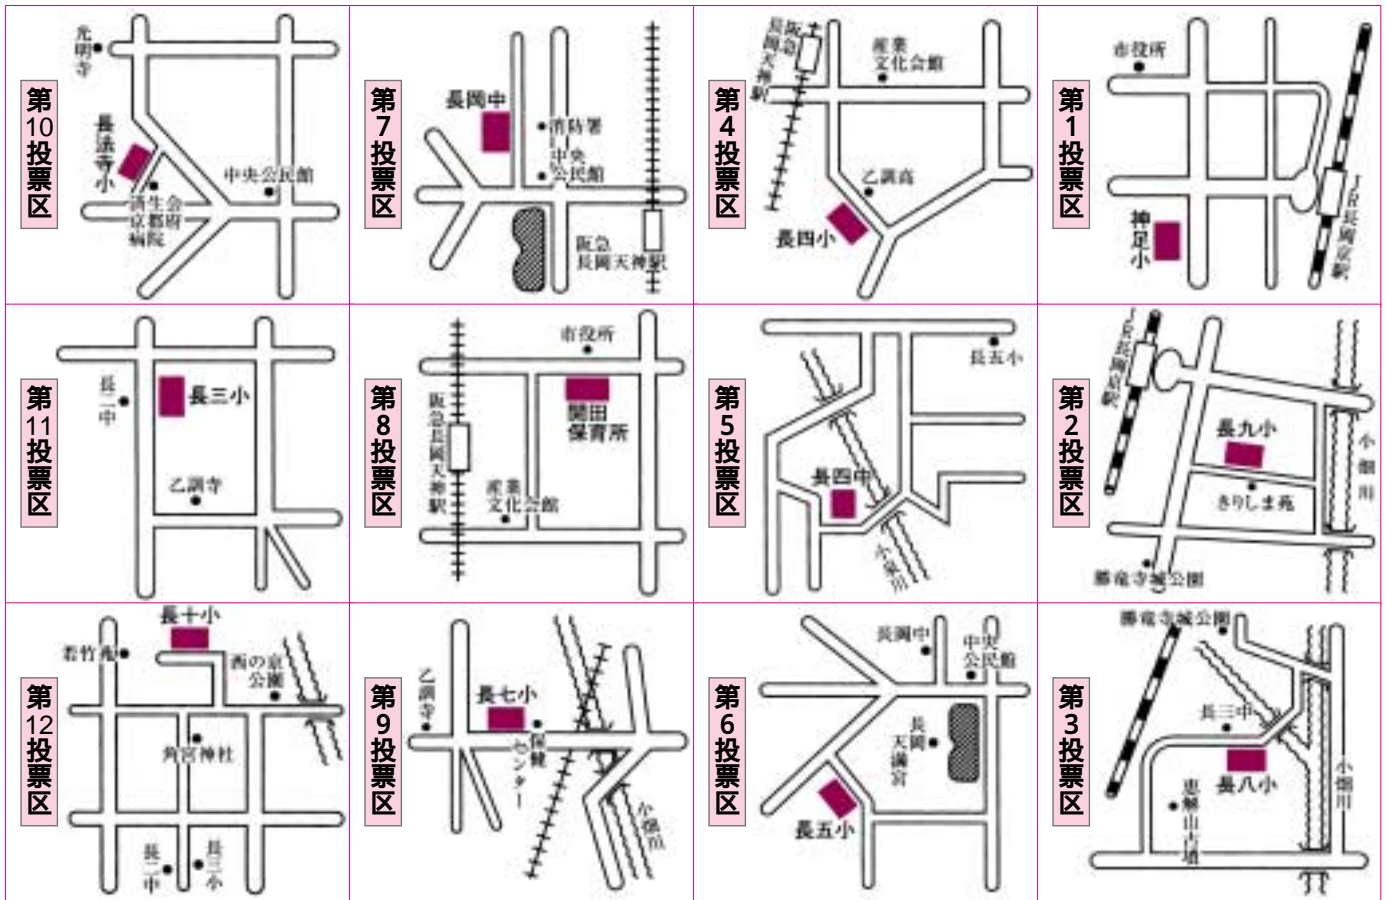 第1投票区
市役所
神足小
JR長岡京駅
第2投票区
JR長岡京駅
長九小
きりしま苑
小畑川
勝竜寺城公園
第3投票区
勝竜寺城公園
長三中
長八小
恵解山古墳
小畑川
第4投票区
阪急
長岡天神駅
産業
文化会館
乙訓高
長四小
第5投票区
長五小
長四中
小泉川
第6投票区
長岡中
中央
公民館
長岡
天満宮
長五小
第7投票区
長岡中
消防署
中央
公民館
阪急
長岡天神駅
第8投票区
市役所
開田
保育所
阪急長岡天神駅
産業
文化会館
第9投票区
乙訓寺
長七小
保健
センター
小畑川
第10投票区
光明寺
長法寺小
済生会
京都府
病院
中央公民館
第11投票区
長二中
長三小
乙訓寺
第12投票区
長十小
若竹苑
西の京
公園
角宮神社
長二中
長三小